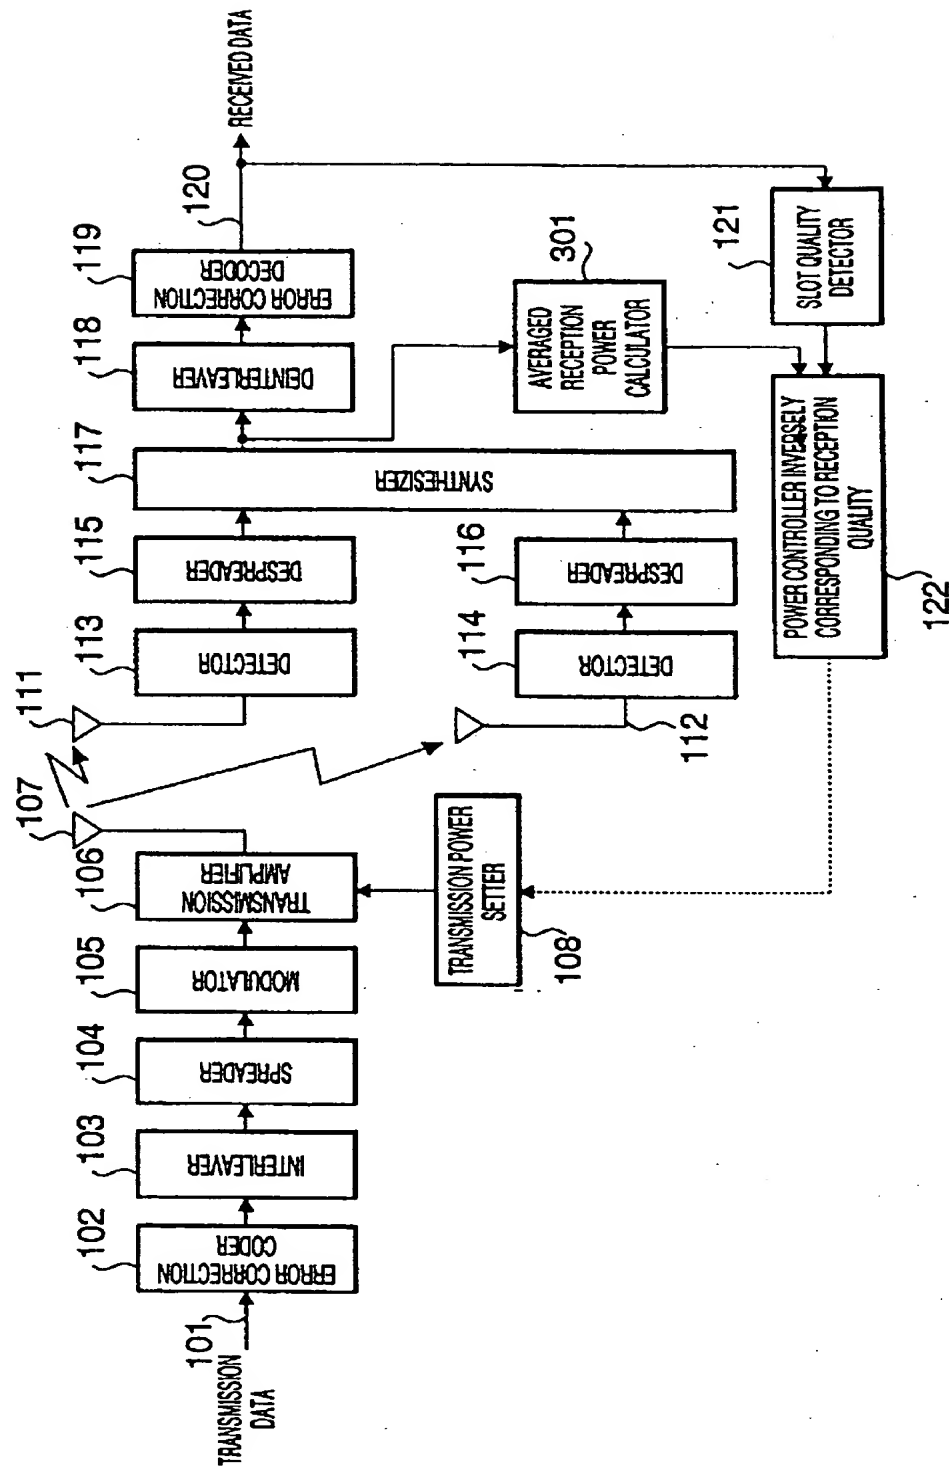 TRANSMISSION
DATA
101
102
ERROR CORRECTION
CODER
103
INTERLEAVER
104
SPREADER
105
MODULATOR
106
TRANSMISSION
AMPLIFIER
107
TRANSMISSION POWER
SETTER
108
111
113
DETECTOR
115
DESPREADER
112
114
DETECTOR
116
DESPREADER
117
SYNTHESIZER
118
DEINTERLEAVER
119
ERROR CORRECTION
DECODER
120
RECEIVED DATA
301
AVERAGED
RECEPTION
POWER
CALCULATOR
121
SLOT QUALITY
DETECTOR
POWER CONTROLLER INVERSELY
CORRESPONDING TO RECEPTION
QUALITY
122